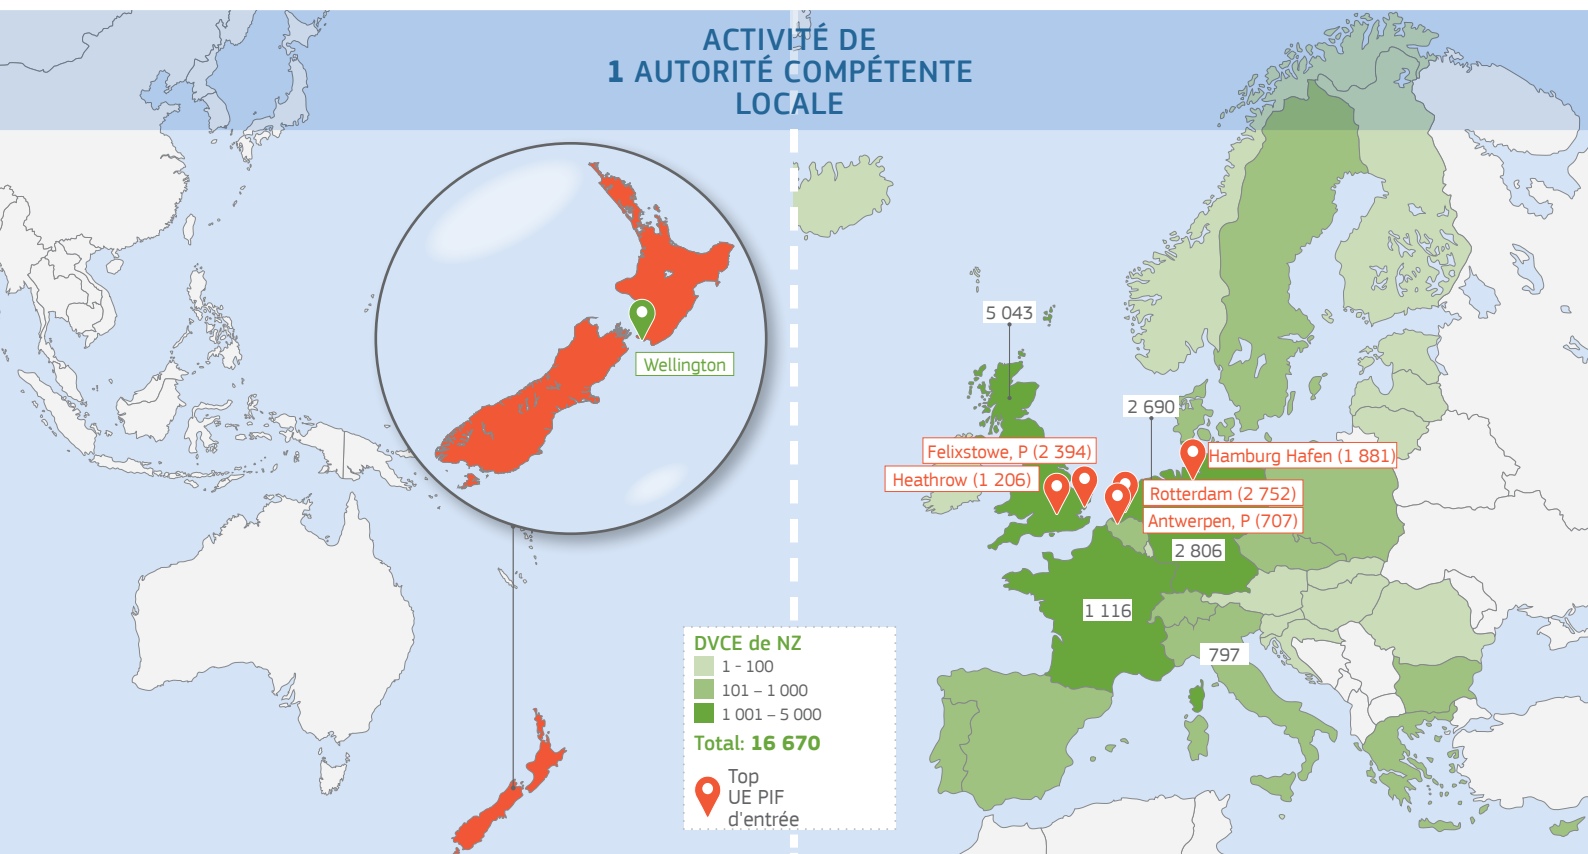 ACTIVITÉ DE
1 AUTORITÉ COMPÉTENTE
LOCALE
Wellington
5 043
2 690
Felixstowe, P (2 394)
Hamburg Hafen (1 881)
Heathrow (1 206)
Rotterdam (2 752)
Antwerpen, P (707)
2 806
1 116
797
DVCE de NZ
1 - 100
101 – 1 000
1 001 – 5 000
Total: 16 670
Top
UE PIF
d'entrée